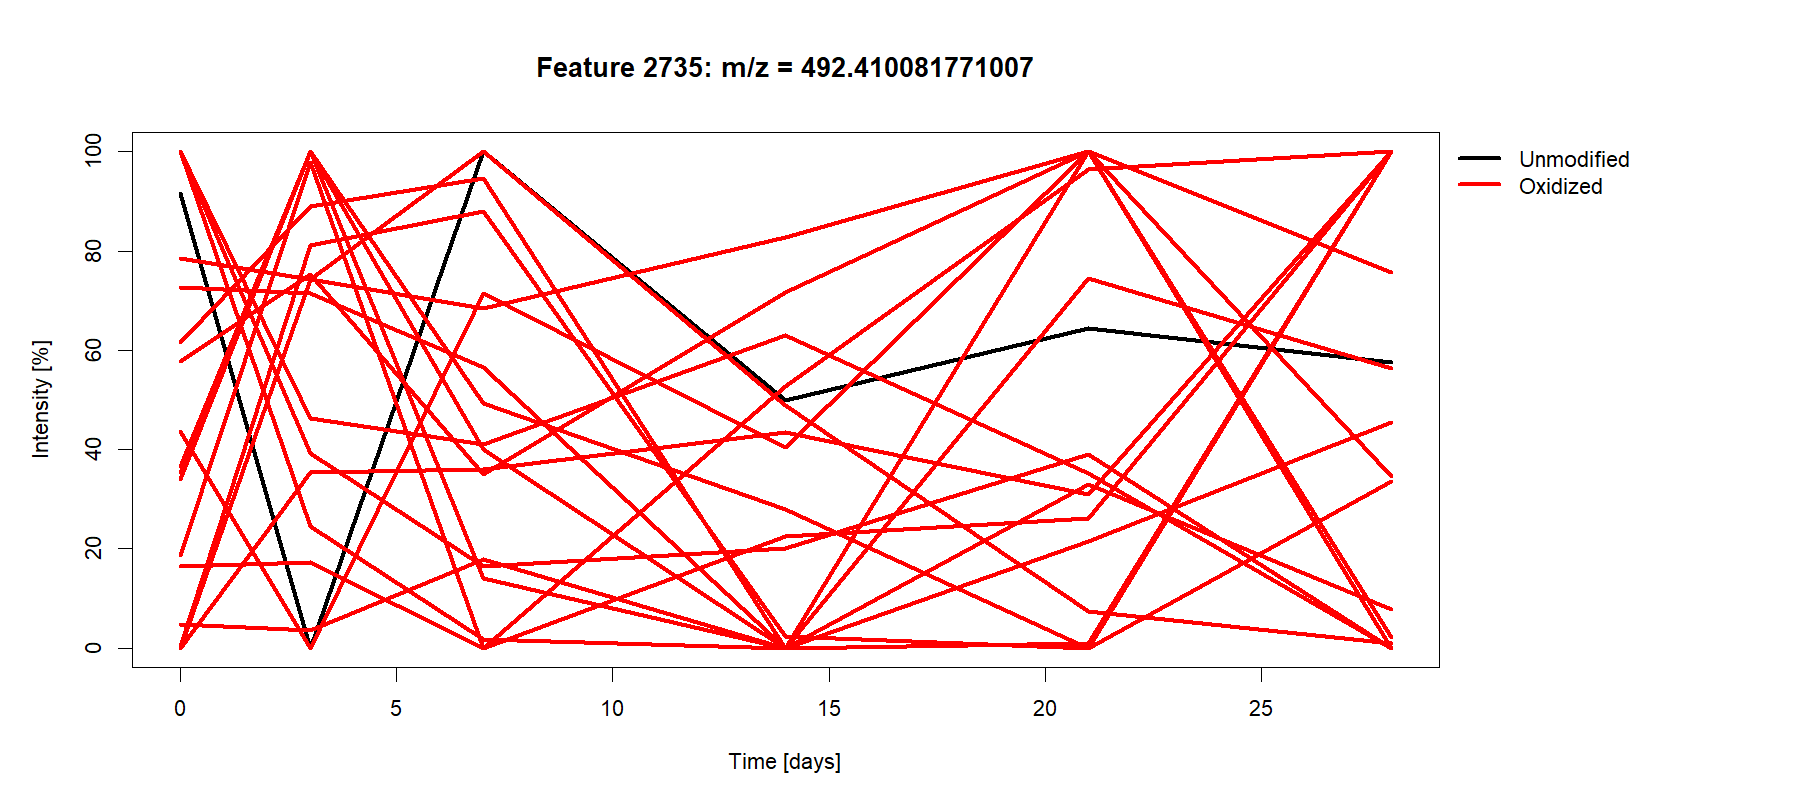 Feature 2735: m/z = 492.410081771007
Unmodified
Oxidized
Intensity [%]
100
80
60
40
20
0
0 5 10 15 20 25
Time [days]